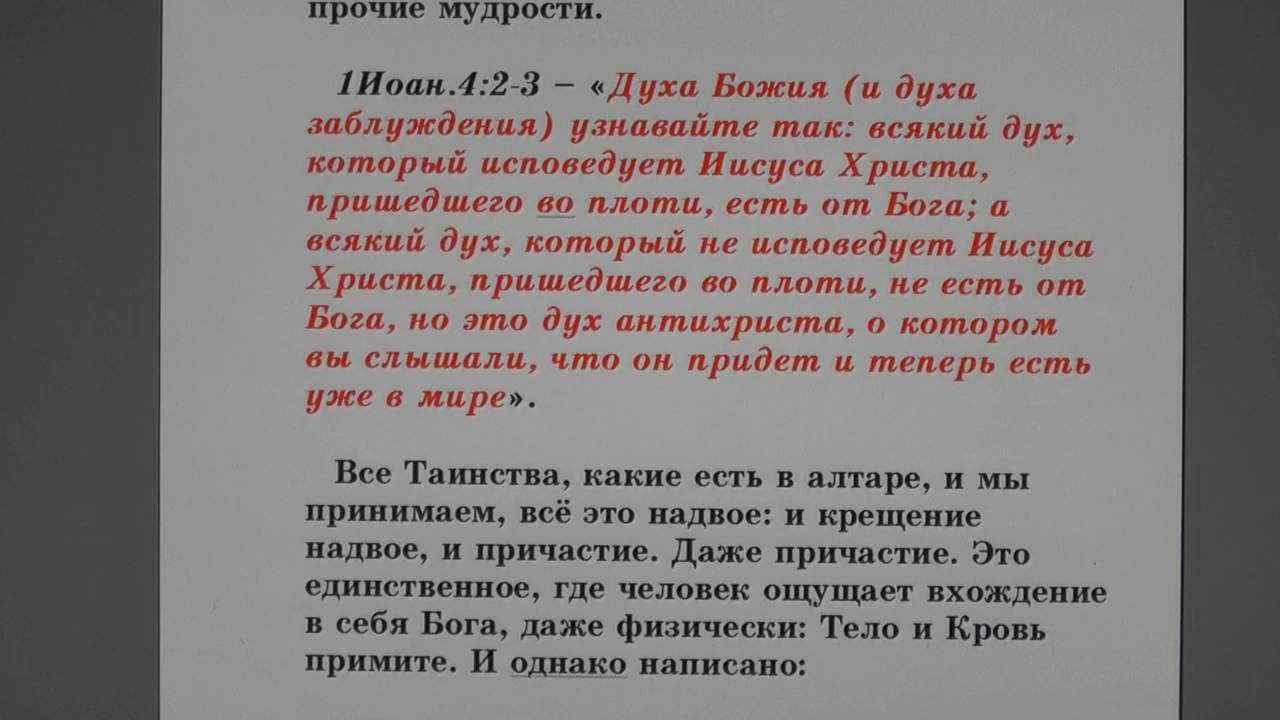 прочие мудрости.
1Иоан.4:2-3 – «Духа Божия (и духа
заблуждения) узнавайте так: всякий дух,
который исповедует Иисуса Христа,
пришедшего во плоти, есть от Бога; а
всякий дух, который не исповедует Иисуса
Христа, пришедшего во плоти, не есть от
Бога, но это дух антихриста, о котором
вы слышали, что он придет и теперь есть
уже в мире».
Все Таинства, какие есть в алтаре, и мы
принимаем, всё это надвое: и крещение
надвое, и причастие. Даже причастие. Это
единственное, где человек ощущает вхождение
в себя Бога, даже физически: Тело и Кровь
примите. И однако написано: